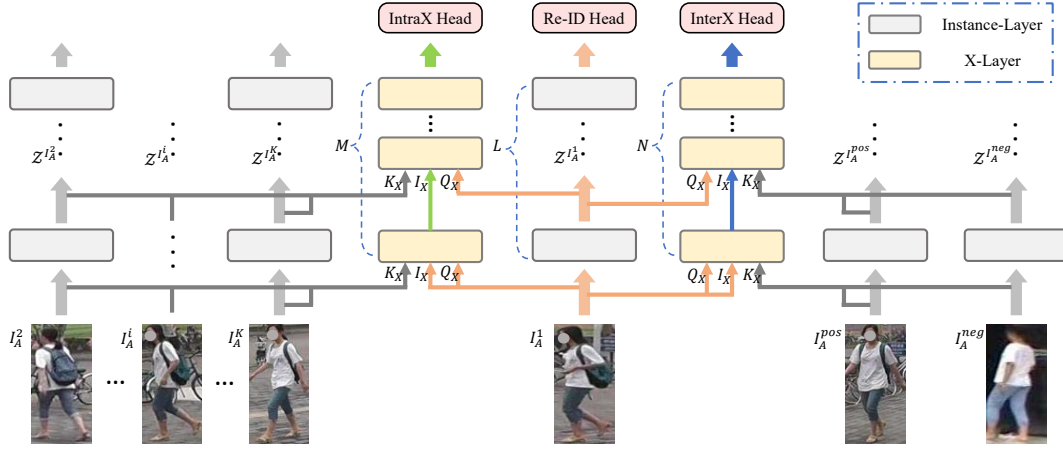 IntraX Head
Re-ID Head
InterX Head
Instance-Layer
X-Layer
M
L
N
𝒵^{I_A^2}
𝒵^{I_A^i}
𝒵^{I_A^K}
𝒵^{I_A^1}
𝒵^{I_A^{pos}}
𝒵^{I_A^{neg}}
K_X
I_X
Q_X
Q_X
I_X
K_X
K_X
I_X
Q_X
Q_X
I_X
K_X
I_A^2
I_A^i
I_A^K
I_A^1
I_A^{pos}
I_A^{neg}